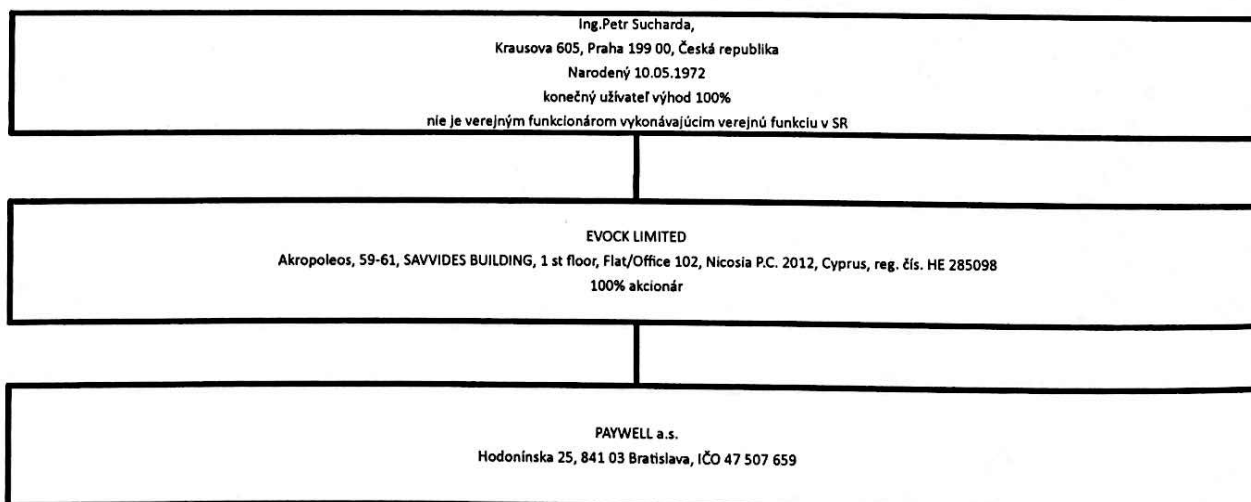 Ing.Petr Sucharda,
Krausova 605, Praha 199 00, Česká republika
Narodený 10.05.1972
konečný užívateľ výhod 100%
nie je verejným funkcionárom vykonávajúcim verejnú funkciu v SR
EVOCK LIMITED
Akropoleos, 59-61, SAVVIDES BUILDING, 1 st floor, Flat/Office 102, Nicosia P.C. 2012, Cyprus, reg. čís. HE 285098
100% akcionár
PAYWELL a.s.
Hodonínska 25, 841 03 Bratislava, IČO 47 507 659